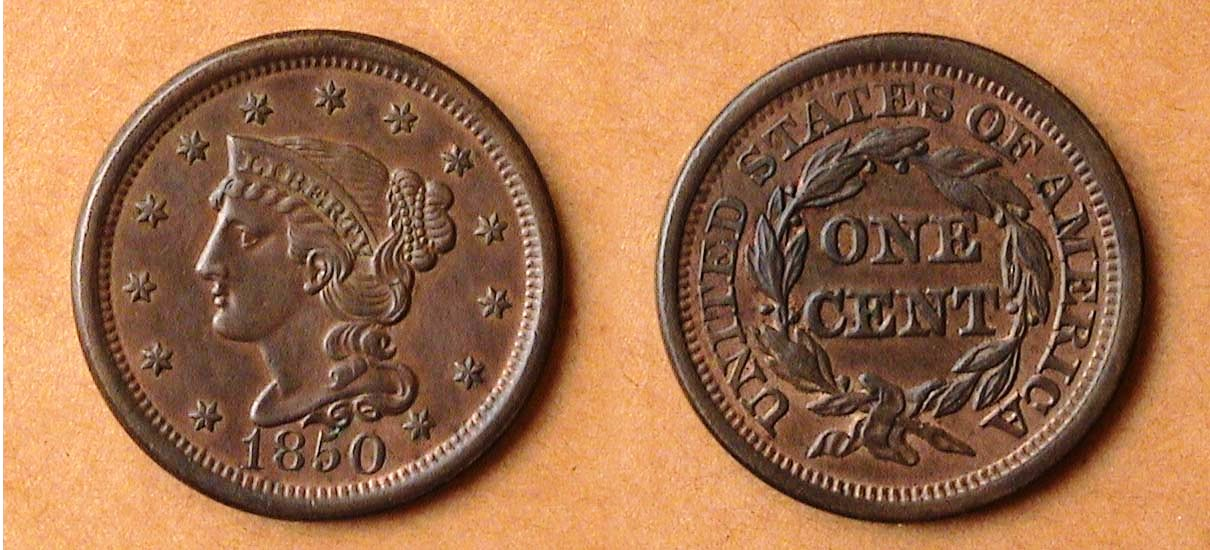 LIBERTY
1850
UNITED STATES OF AMERICA
ONE
CENT